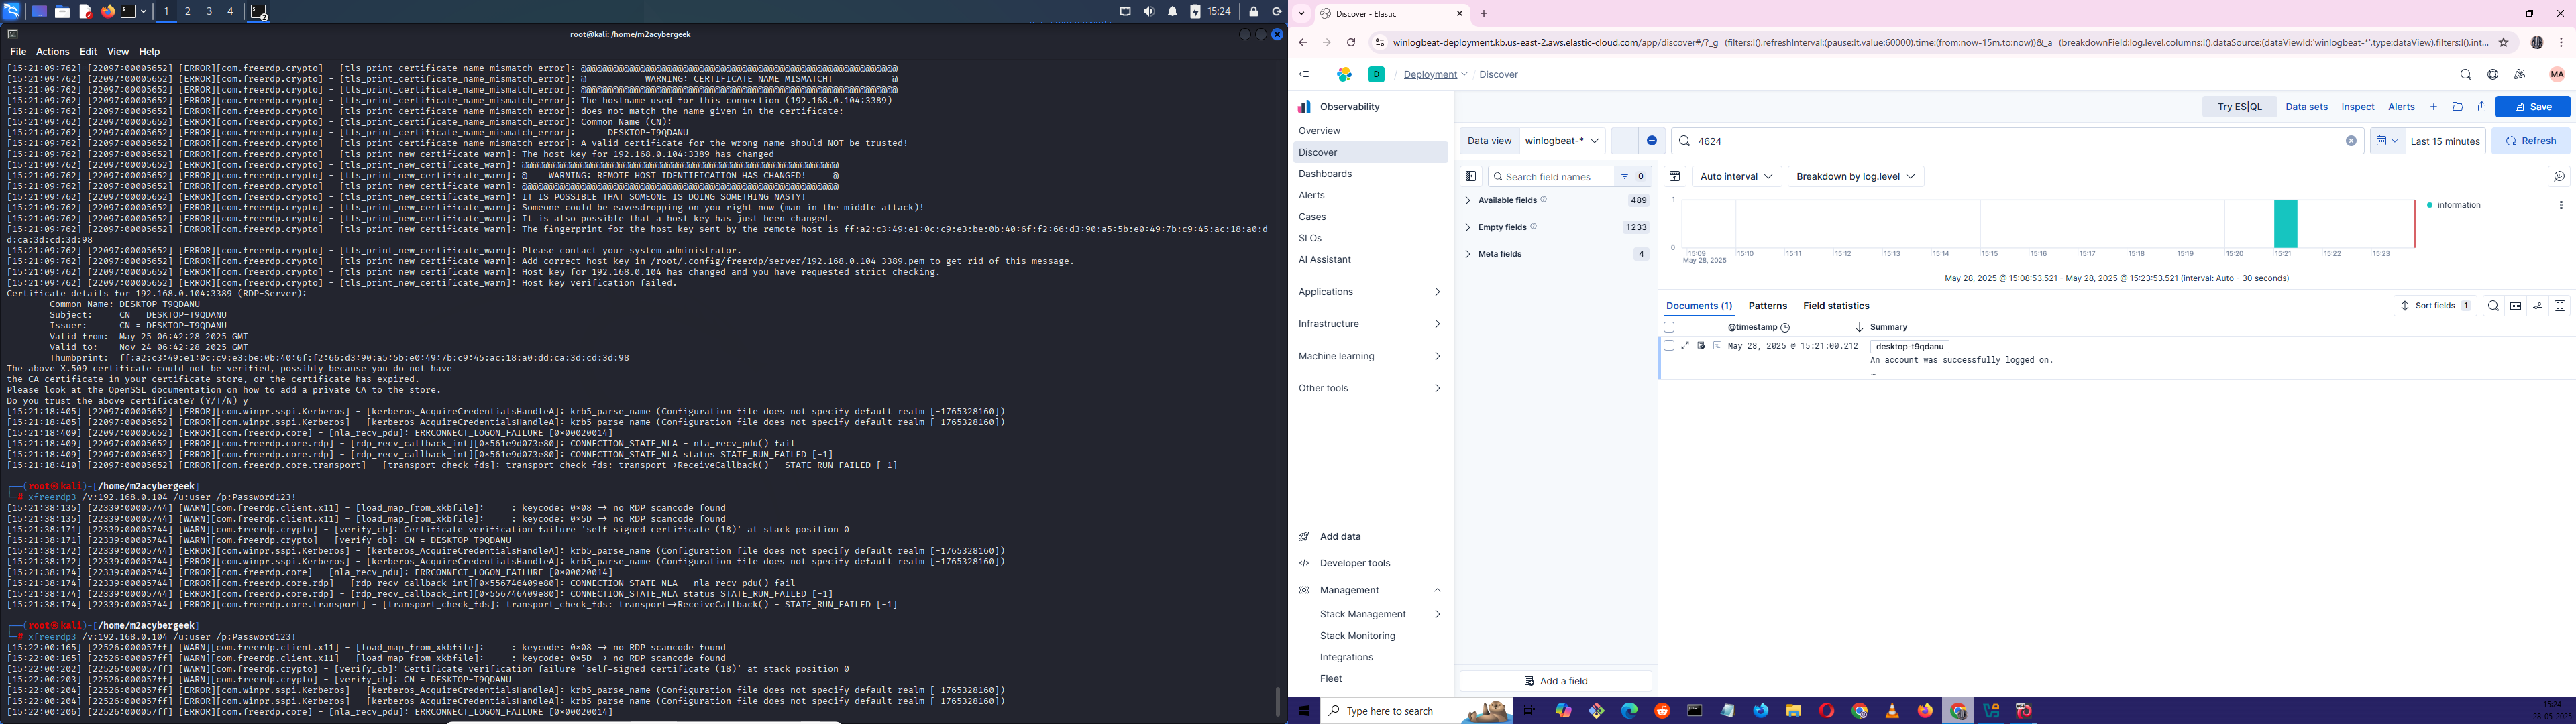 1
2
3
4
2
15:24
root@kali: /home/m2acybergeek
File Actions Edit View Help
[15:21:09:762] [22097:00005652] [ERROR][com.freerdp.crypto] - [tls_print_certificate_name_mismatch_error]: @@@@@@@@@@@@@@@@@@@@@@@@@@@@@@@@@@@@@@@@@@@@@@@@@@@@@@@@@@@
[15:21:09:762] [22097:00005652] [ERROR][com.freerdp.crypto] - [tls_print_certificate_name_mismatch_error]: @           WARNING: CERTIFICATE NAME MISMATCH!           @
[15:21:09:762] [22097:00005652] [ERROR][com.freerdp.crypto] - [tls_print_certificate_name_mismatch_error]: @@@@@@@@@@@@@@@@@@@@@@@@@@@@@@@@@@@@@@@@@@@@@@@@@@@@@@@@@@@
[15:21:09:762] [22097:00005652] [ERROR][com.freerdp.crypto] - [tls_print_certificate_name_mismatch_error]: The hostname used for this connection (192.168.0.104:3389)
[15:21:09:762] [22097:00005652] [ERROR][com.freerdp.crypto] - [tls_print_certificate_name_mismatch_error]: does not match the name given in the certificate:
[15:21:09:762] [22097:00005652] [ERROR][com.freerdp.crypto] - [tls_print_certificate_name_mismatch_error]: Common Name (CN):
[15:21:09:762] [22097:00005652] [ERROR][com.freerdp.crypto] - [tls_print_certificate_name_mismatch_error]:      DESKTOP-T9QDANU
[15:21:09:762] [22097:00005652] [ERROR][com.freerdp.crypto] - [tls_print_certificate_name_mismatch_error]: A valid certificate for the wrong name should NOT be trusted!
[15:21:09:762] [22097:00005652] [ERROR][com.freerdp.crypto] - [tls_print_new_certificate_warn]: The host key for 192.168.0.104:3389 has changed
[15:21:09:762] [22097:00005652] [ERROR][com.freerdp.crypto] - [tls_print_new_certificate_warn]: @@@@@@@@@@@@@@@@@@@@@@@@@@@@@@@@@@@@@@@@@@@@@@@@@@@@@@@@@@@
[15:21:09:762] [22097:00005652] [ERROR][com.freerdp.crypto] - [tls_print_new_certificate_warn]: @    WARNING: REMOTE HOST IDENTIFICATION HAS CHANGED!     @
[15:21:09:762] [22097:00005652] [ERROR][com.freerdp.crypto] - [tls_print_new_certificate_warn]: @@@@@@@@@@@@@@@@@@@@@@@@@@@@@@@@@@@@@@@@@@@@@@@@@@@@@@@@@@@
[15:21:09:762] [22097:00005652] [ERROR][com.freerdp.crypto] - [tls_print_new_certificate_warn]: IT IS POSSIBLE THAT SOMEONE IS DOING SOMETHING NASTY!
[15:21:09:762] [22097:00005652] [ERROR][com.freerdp.crypto] - [tls_print_new_certificate_warn]: Someone could be eavesdropping on you right now (man-in-the-middle attack)!
[15:21:09:762] [22097:00005652] [ERROR][com.freerdp.crypto] - [tls_print_new_certificate_warn]: It is also possible that a host key has just been changed.
[15:21:09:762] [22097:00005652] [ERROR][com.freerdp.crypto] - [tls_print_new_certificate_warn]: The fingerprint for the host key sent by the remote host is ff:a2:c3:49:e1:0c:c9:e3:be:0b:40:6f:f2:66:d3:90:a5:5b:e0:49:7b:c9:45:ac:18:a0:d
d:ca:3d:cd:3d:98
[15:21:09:762] [22097:00005652] [ERROR][com.freerdp.crypto] - [tls_print_new_certificate_warn]: Please contact your system administrator.
[15:21:09:762] [22097:00005652] [ERROR][com.freerdp.crypto] - [tls_print_new_certificate_warn]: Add correct host key in /root/.config/freerdp/server/192.168.0.104_3389.pem to get rid of this message.
[15:21:09:762] [22097:00005652] [ERROR][com.freerdp.crypto] - [tls_print_new_certificate_warn]: Host key for 192.168.0.104 has changed and you have requested strict checking.
[15:21:09:762] [22097:00005652] [ERROR][com.freerdp.crypto] - [tls_print_new_certificate_warn]: Host key verification failed.
Certificate details for 192.168.0.104:3389 (RDP-Server):
Common Name: DESKTOP-T9QDANU
Subject:     CN = DESKTOP-T9QDANU
Issuer:      CN = DESKTOP-T9QDANU
Valid from:  May 25 06:42:28 2025 GMT
Valid to:    Nov 24 06:42:28 2025 GMT
Thumbprint:  ff:a2:c3:49:e1:0c:c9:e3:be:0b:40:6f:f2:66:d3:90:a5:5b:e0:49:7b:c9:45:ac:18:a0:dd:ca:3d:cd:3d:98
The above X.509 certificate could not be verified, possibly because you do not have
the CA certificate in your certificate store, or the certificate has expired.
Please look at the OpenSSL documentation on how to add a private CA to the store.
Do you trust the above certificate? (Y/T/N) y
[15:21:18:405] [22097:00005652] [ERROR][com.winpr.sspi.Kerberos] - [kerberos_AcquireCredentialsHandleA]: krb5_parse_name (Configuration file does not specify default realm [-1765328160])
[15:21:18:405] [22097:00005652] [ERROR][com.winpr.sspi.Kerberos] - [kerberos_AcquireCredentialsHandleA]: krb5_parse_name (Configuration file does not specify default realm [-1765328160])
[15:21:18:409] [22097:00005652] [ERROR][com.freerdp.core] - [nla_recv_pdu]: ERRCONNECT_LOGON_FAILURE [0×00020014]
[15:21:18:409] [22097:00005652] [ERROR][com.freerdp.core.rdp] - [rdp_recv_callback_int][0×561e9d073e80]: CONNECTION_STATE_NLA - nla_recv_pdu() fail
[15:21:18:409] [22097:00005652] [ERROR][com.freerdp.core.rdp] - [rdp_recv_callback_int][0×561e9d073e80]: CONNECTION_STATE_NLA status STATE_RUN_FAILED [-1]
[15:21:18:410] [22097:00005652] [ERROR][com.freerdp.core.transport] - [transport_check_fds]: transport_check_fds: transport→ReceiveCallback() - STATE_RUN_FAILED [-1]
┌──(root㉿kali)-[/home/m2acybergeek]
└─# xfreerdp3 /v:192.168.0.104 /u:user /p:Password123!
[15:21:38:135] [22339:00005744] [WARN][com.freerdp.client.x11] - [load_map_from_xkbfile]:     : keycode: 0×08 → no RDP scancode found
[15:21:38:135] [22339:00005744] [WARN][com.freerdp.client.x11] - [load_map_from_xkbfile]:     : keycode: 0×5D → no RDP scancode found
[15:21:38:171] [22339:00005744] [WARN][com.freerdp.crypto] - [verify_cb]: Certificate verification failure 'self-signed certificate (18)' at stack position 0
[15:21:38:171] [22339:00005744] [WARN][com.freerdp.crypto] - [verify_cb]: CN = DESKTOP-T9QDANU
[15:21:38:172] [22339:00005744] [ERROR][com.winpr.sspi.Kerberos] - [kerberos_AcquireCredentialsHandleA]: krb5_parse_name (Configuration file does not specify default realm [-1765328160])
[15:21:38:172] [22339:00005744] [ERROR][com.winpr.sspi.Kerberos] - [kerberos_AcquireCredentialsHandleA]: krb5_parse_name (Configuration file does not specify default realm [-1765328160])
[15:21:38:174] [22339:00005744] [ERROR][com.freerdp.core] - [nla_recv_pdu]: ERRCONNECT_LOGON_FAILURE [0×00020014]
[15:21:38:174] [22339:00005744] [ERROR][com.freerdp.core.rdp] - [rdp_recv_callback_int][0×556746409e80]: CONNECTION_STATE_NLA - nla_recv_pdu() fail
[15:21:38:174] [22339:00005744] [ERROR][com.freerdp.core.rdp] - [rdp_recv_callback_int][0×556746409e80]: CONNECTION_STATE_NLA status STATE_RUN_FAILED [-1]
[15:21:38:174] [22339:00005744] [ERROR][com.freerdp.core.transport] - [transport_check_fds]: transport_check_fds: transport→ReceiveCallback() - STATE_RUN_FAILED [-1]
┌──(root㉿kali)-[/home/m2acybergeek]
└─# xfreerdp3 /v:192.168.0.104 /u:user /p:Password123!
[15:22:00:165] [22526:000057ff] [WARN][com.freerdp.client.x11] - [load_map_from_xkbfile]:     : keycode: 0×08 → no RDP scancode found
[15:22:00:165] [22526:000057ff] [WARN][com.freerdp.client.x11] - [load_map_from_xkbfile]:     : keycode: 0×5D → no RDP scancode found
[15:22:00:202] [22526:000057ff] [WARN][com.freerdp.crypto] - [verify_cb]: Certificate verification failure 'self-signed certificate (18)' at stack position 0
[15:22:00:203] [22526:000057ff] [WARN][com.freerdp.crypto] - [verify_cb]: CN = DESKTOP-T9QDANU
[15:22:00:204] [22526:000057ff] [ERROR][com.winpr.sspi.Kerberos] - [kerberos_AcquireCredentialsHandleA]: krb5_parse_name (Configuration file does not specify default realm [-1765328160])
[15:22:00:204] [22526:000057ff] [ERROR][com.winpr.sspi.Kerberos] - [kerberos_AcquireCredentialsHandleA]: krb5_parse_name (Configuration file does not specify default realm [-1765328160])
[15:22:00:206] [22526:000057ff] [ERROR][com.freerdp.core] - [nla_recv_pdu]: ERRCONNECT_LOGON_FAILURE [0×00020014]
Discover - Elastic
winlogbeat-deployment.kb.us-east-2.aws.elastic-cloud.com/app/discover#/?_g=(filters:!(),refreshInterval:(pause:!t,value:60000),time:(from:now-15m,to:now))&_a=(breakdownField:log.level,columns:!(),dataSource:(dataViewId:'winlogbeat-*',type:dataView),filters:!(),int...
D / Deployment / Discover
MA
Observability
Overview
Discover
Dashboards
Alerts
Cases
SLOs
AI Assistant
Applications
Infrastructure
Machine learning
Other tools
Add data
Developer tools
Management
Stack Management
Stack Monitoring
Integrations
Fleet
Try ES|QL
Data sets
Inspect
Alerts
Save
Data view
winlogbeat-*
4624
Last 15 minutes
Refresh
Search field names
0
Available fields 489
Empty fields 1233
Meta fields 4
Add a field
Auto interval
Breakdown by log.level
1
0
15:09 15:10 15:11 15:12 15:13 15:14 15:15 15:16 15:17 15:18 15:19 15:20 15:21 15:22 15:23
May 28, 2025
information
May 28, 2025 @ 15:08:53.521 - May 28, 2025 @ 15:23:53.521 (interval: Auto - 30 seconds)
Documents (1)
Patterns
Field statistics
Sort fields 1
@timestamp
Summary
May 28, 2025 @ 15:21:00.212
desktop-t9qdanu
An account was successfully logged on.
…
Type here to search
15:24
28-05-2025